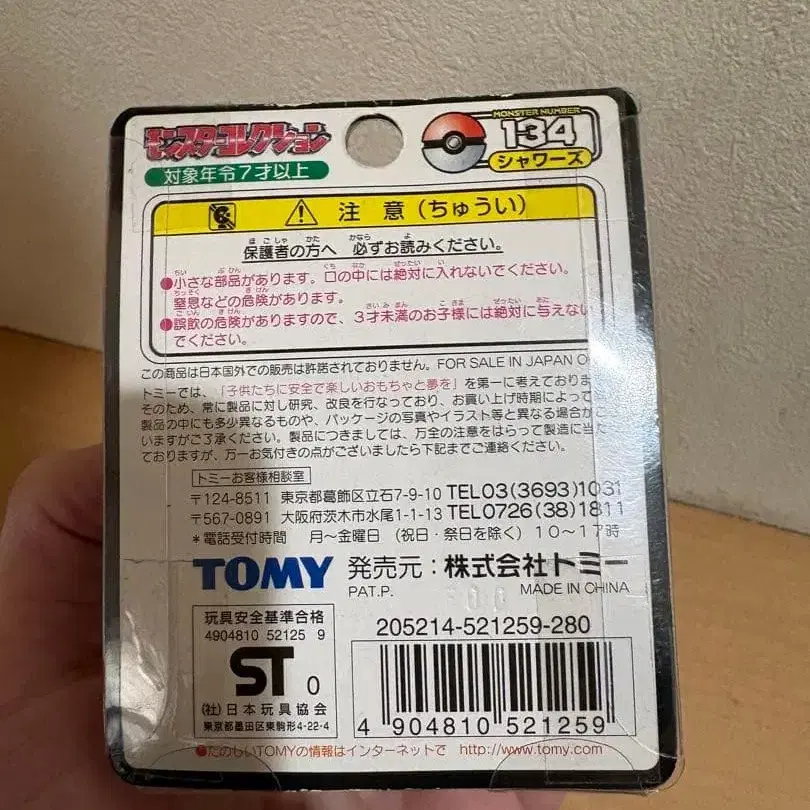 モンスターコレクション
対象年令7才以上
MONSTER NUMBER
134
シャワーズ
注 意 (ちゅうい)
保護者の方へ 必ずお読みください。
●小さな部品があります。口の中には絶対に入れないでください。
窒息などの危険があります。
●誤飲の危険がありますので、3才未満のお子様には絶対に与えない
でください。
この商品は日本国外での販売は許諾されておりません。FOR SALE IN JAPAN O
トミーでは、「子供たちに安全で楽しいおもちゃと夢を」を第一に考えておりま
そのため、常に製品に対し研究、改良を行なっており、お買い上げ時期によって
製品の中にも多少異なるものや、パッケージの写真やイラスト等と異なる場合がご
いますがご了承ください。製品につきましては、万全の注意をはらって製造に当た
ておりますが、万一お気付きの点がございましたら下記までご連絡ください。
トミーお客様相談室
〒124-8511 東京都葛飾区立石7-9-10 TEL03(3693)1031
〒567-0891 大阪府茨木市水尾1-1-13 TEL0726(38)1811
*電話受付時間 月〜金曜日 (祝日・祭日を除く) 10〜17時
TOMY 発売元:株式会社トミー
PAT.P. MADE IN CHINA
玩具安全基準合格
4904810 52125 9
ST 0
(社)日本玩具協会
東京都墨田区東駒形4-22-4
205214-521259-280
4 904810 521259
●たのしいTOMYの情報はインターネットで http://www.tomy.com